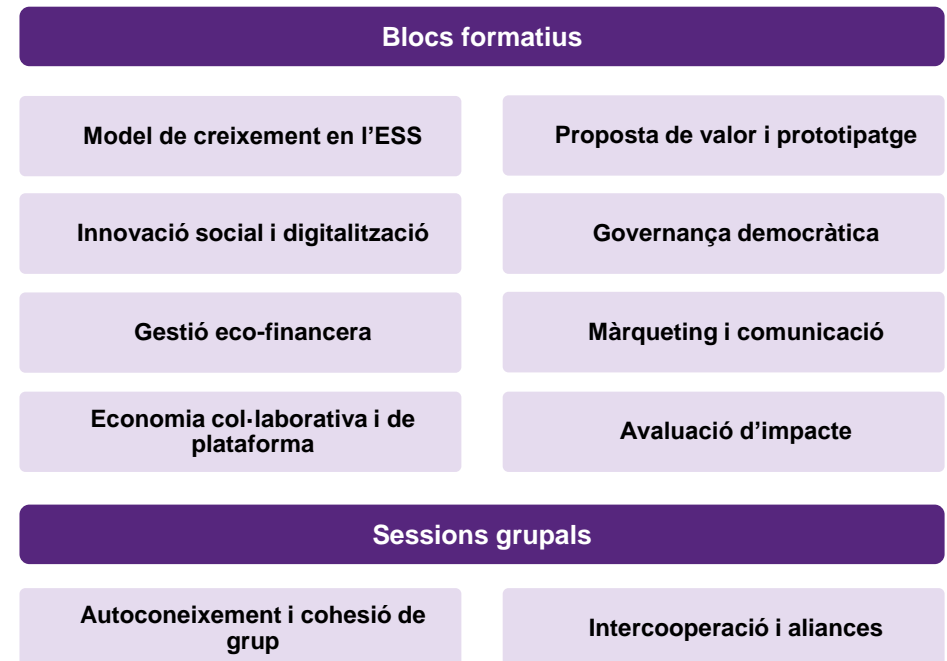 Blocs formatius
Model de creixement en l’ESS
Proposta de valor i prototipatge
Innovació social i digitalització
Governança democràtica
Gestió eco-financera
Màrqueting i comunicació
Economia col·laborativa i de
plataforma
Avaluació d’impacte
Sessions grupals
Autoconeixement i cohesió de
grup
Intercooperació i aliances